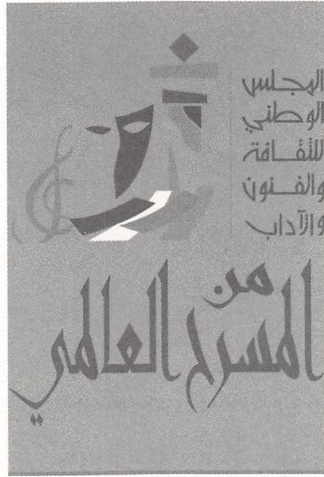 المجلس
الوطني
للثقافة
والفنون
والآداب
من
المسرح العالمي